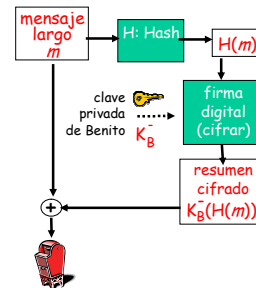 mensaje
largo
m
H: Hash
H(m)
clave
privada
de Benito
K_B^-
firma
digital
(cifrar)
resumen
cifrado
K_B^-(H(m))
+